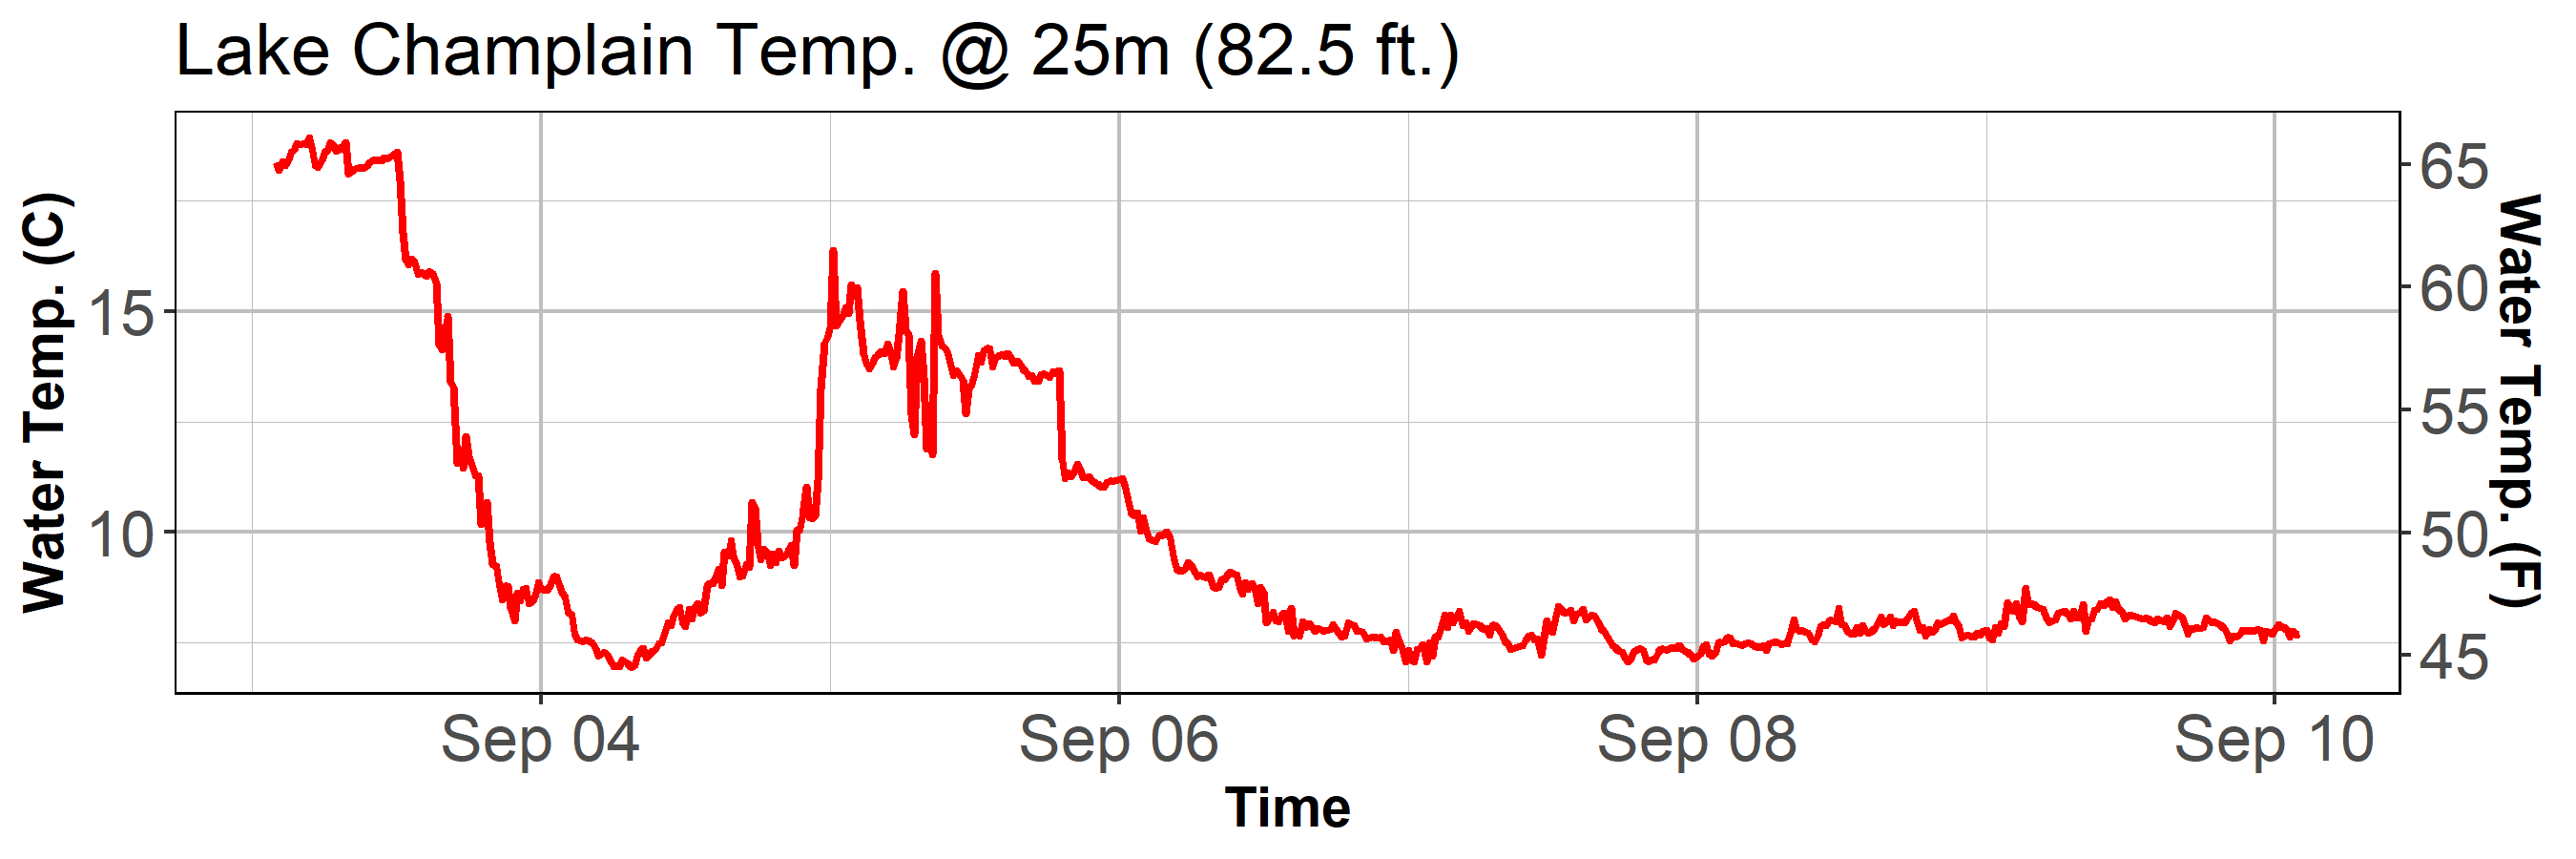 Lake Champlain Temp. @ 25m (82.5 ft.)
Water Temp. (C)
15
10
65
60
55
50
45
Water Temp. (F)
Sep 04
Sep 06
Sep 08
Sep 10
Time